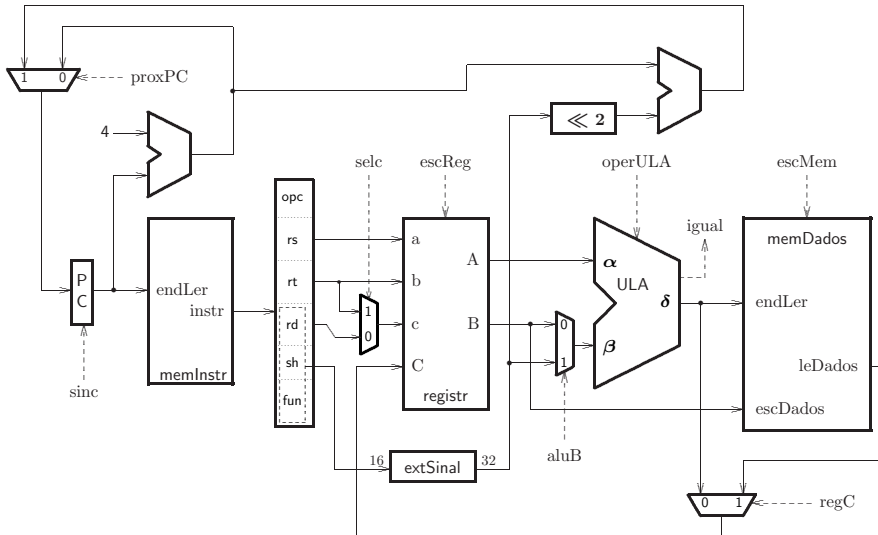 1 0
proxPC
4
≪ 2
selc
escReg
operULA
escMem
opc
igual
memDados
rs
a
A
α
ULA
P
C
endLer
instr
rt
b
1
0
rd
c
B
δ
endLer
0
1
β
sh
C
leDados
memInstr
fun
registr
escDados
sinc
16
extSinal
32
aluB
0 1
regC